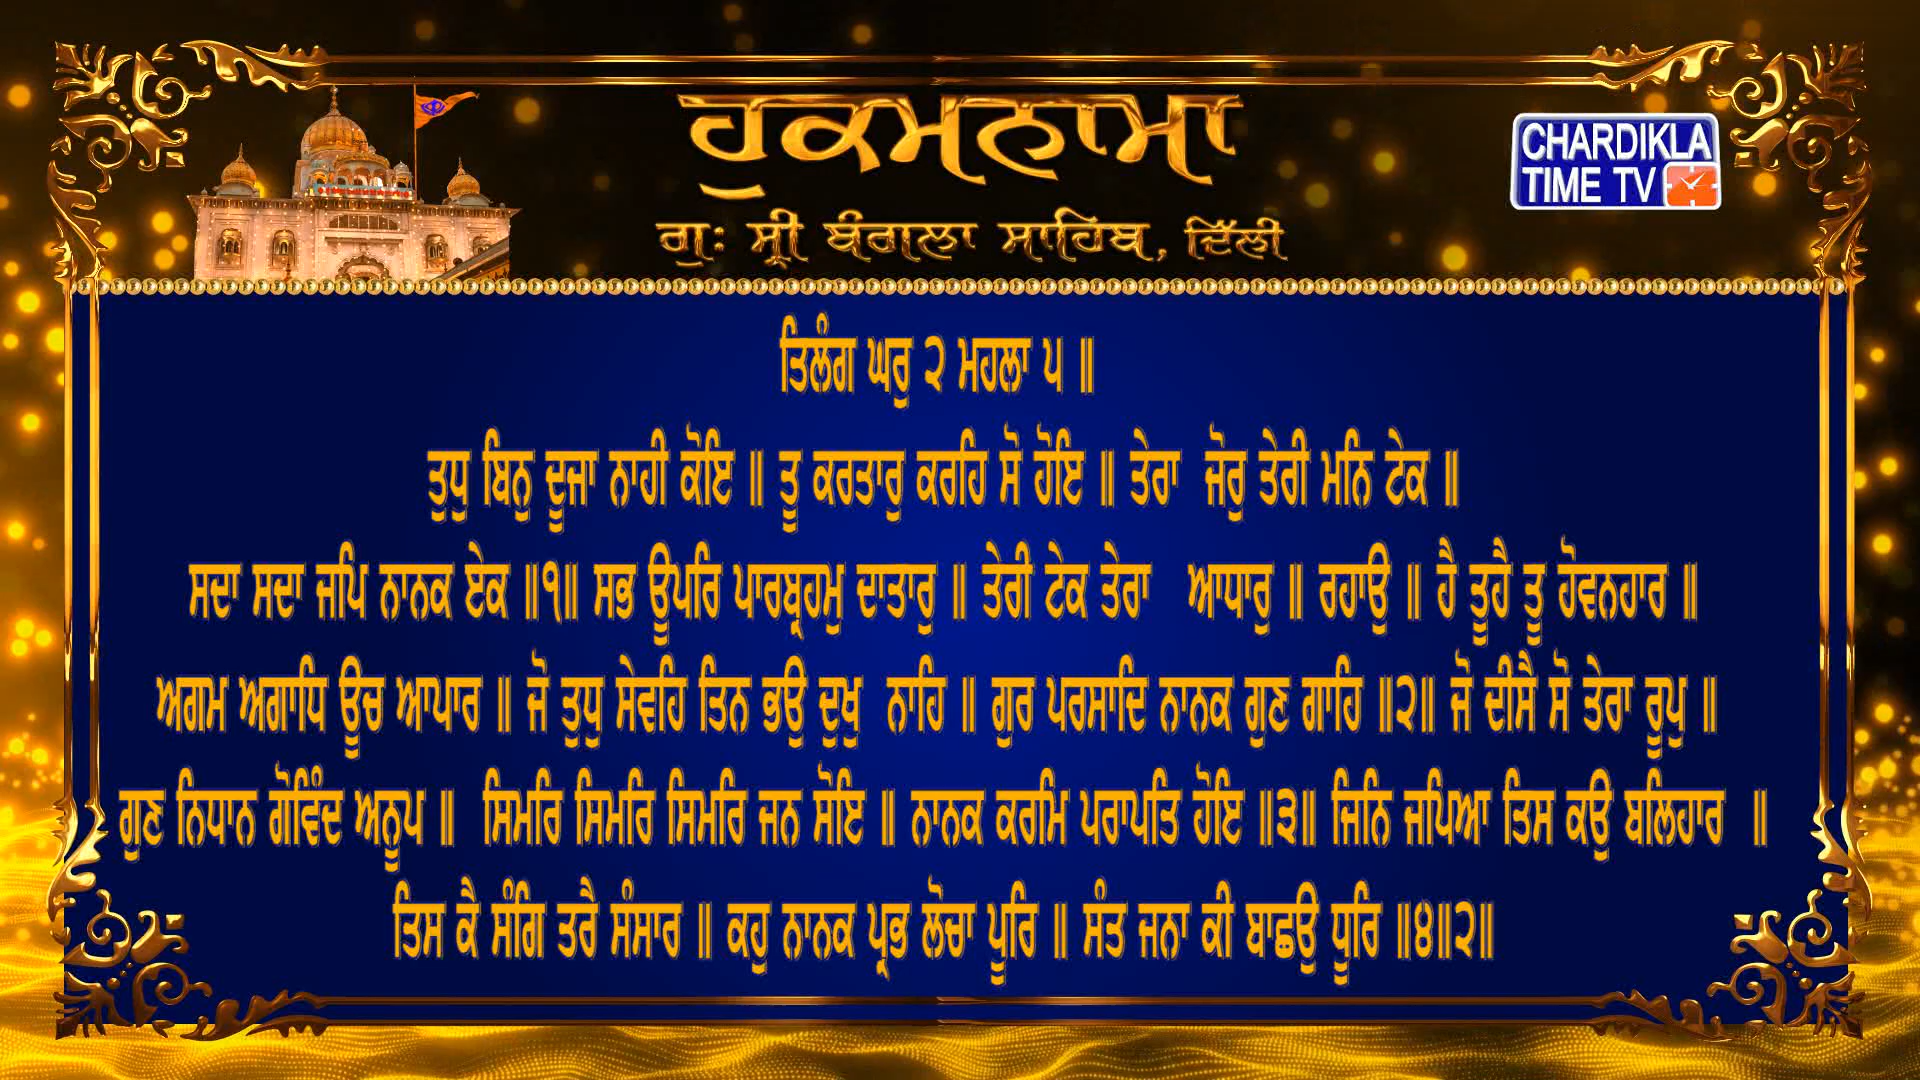 ਹੁਕਮਨਾਮਾ
ਗੁਃ ਸ੍ਰੀ ਬੰਗਲਾ ਸਾਹਿਬ, ਦਿੱਲੀ
CHARDIKLA
TIME TV
ਤਿਲੰਗ ਘਰੁ ੨ ਮਹਲਾ ੫ ॥
ਤੁਧੁ ਬਿਨੁ ਦੂਜਾ ਨਾਹੀ ਕੋਇ ॥ ਤੂ ਕਰਤਾਰੁ ਕਰਹਿ ਸੋ ਹੋਇ ॥ ਤੇਰਾ ਜੋਰੁ ਤੇਰੀ ਮਨਿ ਟੇਕ ॥
ਸਦਾ ਸਦਾ ਜਪਿ ਨਾਨਕ ਏਕ ॥੧॥ ਸਭ ਊਪਰਿ ਪਾਰਬ੍ਰਹਮੁ ਦਾਤਾਰੁ ॥ ਤੇਰੀ ਟੇਕ ਤੇਰਾ ਆਧਾਰੁ ॥ ਰਹਾਉ ॥ ਹੈ ਤੂਹੈ ਤੂ ਹੋਵਨਹਾਰ ॥
ਅਗਮ ਅਗਾਧਿ ਊਚ ਆਪਾਰ ॥ ਜੋ ਤੁਧੁ ਸੇਵਹਿ ਤਿਨ ਭਉ ਦੁਖੁ ਨਾਹਿ ॥ ਗੁਰ ਪਰਸਾਦਿ ਨਾਨਕ ਗੁਣ ਗਾਹਿ ॥੨॥ ਜੋ ਦੀਸੈ ਸੋ ਤੇਰਾ ਰੂਪੁ ॥
ਗੁਣ ਨਿਧਾਨ ਗੋਵਿੰਦ ਅਨੂਪ ॥ ਸਿਮਰਿ ਸਿਮਰਿ ਸਿਮਰਿ ਜਨ ਸੋਇ ॥ ਨਾਨਕ ਕਰਮਿ ਪਰਾਪਤਿ ਹੋਇ ॥੩॥ ਜਿਨਿ ਜਪਿਆ ਤਿਸ ਕਉ ਬਲਿਹਾਰ ॥
ਤਿਸ ਕੈ ਸੰਗਿ ਤਰੈ ਸੰਸਾਰ ॥ ਕਹੁ ਨਾਨਕ ਪ੍ਰਭ ਲੋਚਾ ਪੂਰਿ ॥ ਸੰਤ ਜਨਾ ਕੀ ਬਾਛਉ ਧੂਰਿ ॥੪॥੨॥